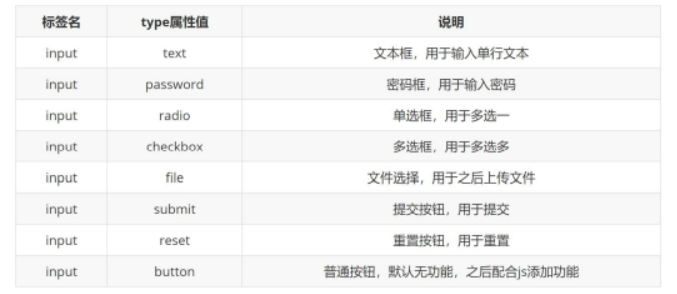 标签名 type属性值 说明
input text 文本框，用于输入单行文本
input password 密码框，用于输入密码
input radio 单选框，用于多选一
input checkbox 多选框，用于多选多
input file 文件选择，用于之后上传文件
input submit 提交按钮，用于提交
input reset 重置按钮，用于重置
input button 普通按钮，默认无功能，之后配合js添加功能